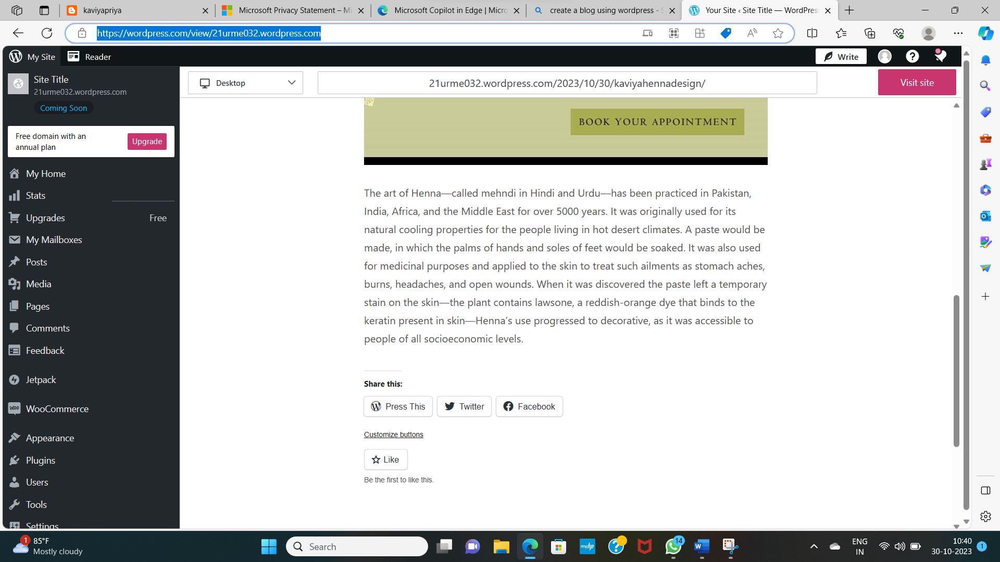 kaviyapriya
Microsoft Privacy Statement – Mi
Microsoft Copilot in Edge | Micro
create a blog using wordpress - S
Your Site ‹ Site Title — WordPres
https://wordpress.com/view/21urme032.wordpress.com
My Site
Reader
Write
Site Title
21urme032.wordpress.com
Coming Soon
Desktop
21urme032.wordpress.com/2023/10/30/kaviyahennadesign/
Visit site
Free domain with an
annual plan
Upgrade
My Home
Stats
Upgrades Free
My Mailboxes
Posts
Media
Pages
Comments
Feedback
Jetpack
WooCommerce
Appearance
Plugins
Users
Tools
Settings
BOOK YOUR APPOINTMENT
The art of Henna—called mehndi in Hindi and Urdu—has been practiced in Pakistan,
India, Africa, and the Middle East for over 5000 years. It was originally used for its
natural cooling properties for the people living in hot desert climates. A paste would be
made, in which the palms of hands and soles of feet would be soaked. It was also used
for medicinal purposes and applied to the skin to treat such ailments as stomach aches,
burns, headaches, and open wounds. When it was discovered the paste left a temporary
stain on the skin—the plant contains lawsone, a reddish-orange dye that binds to the
keratin present in skin—Henna’s use progressed to decorative, as it was accessible to
people of all socioeconomic levels.
Share this:
Press This
Twitter
Facebook
Customize buttons
Like
Be the first to like this.
1
85°F
Mostly cloudy
Search
myhp
14
ENG
IN
10:40
30-10-2023
1